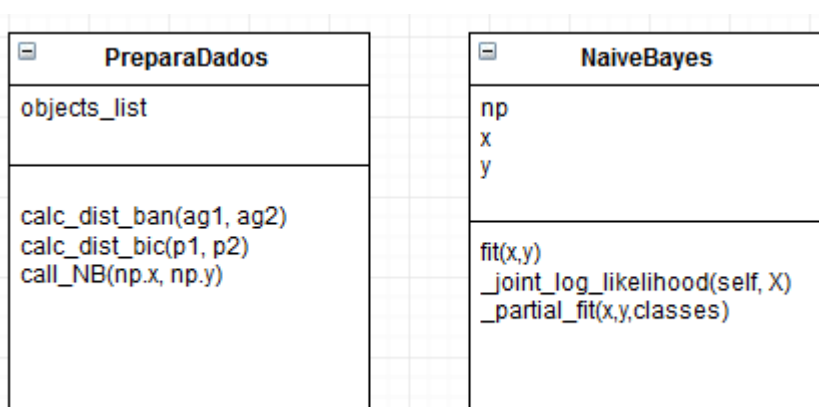 PreparaDados
objects_list
calc_dist_ban(ag1, ag2)
calc_dist_bic(p1, p2)
call_NB(np.x, np.y)
NaiveBayes
np
x
y
fit(x,y)
_joint_log_likelihood(self, X)
_partial_fit(x,y,classes)